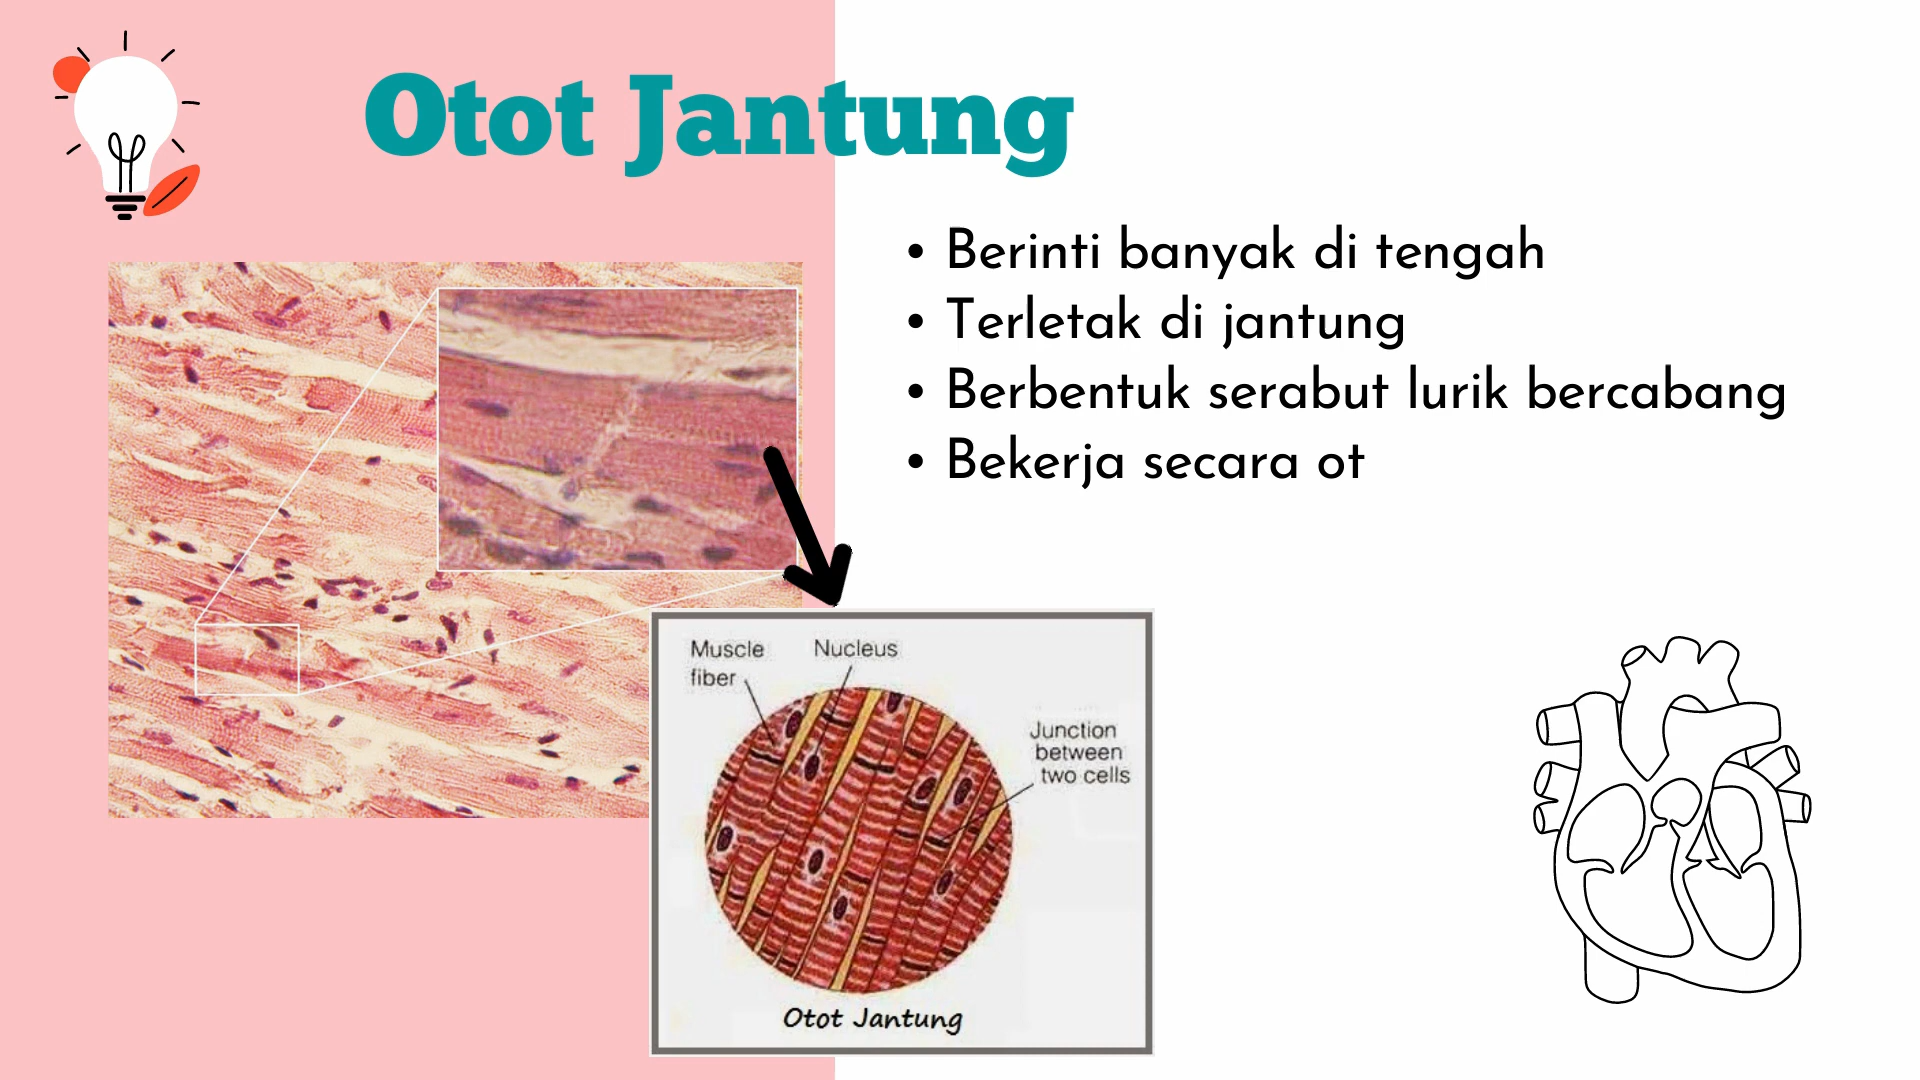 Otot Jantung
• Berinti banyak di tengah
• Terletak di jantung
• Berbentuk serabut lurik bercabang
• Bekerja secara ot
Muscle
fiber
Nucleus
Junction
between
two cells
Otot Jantung